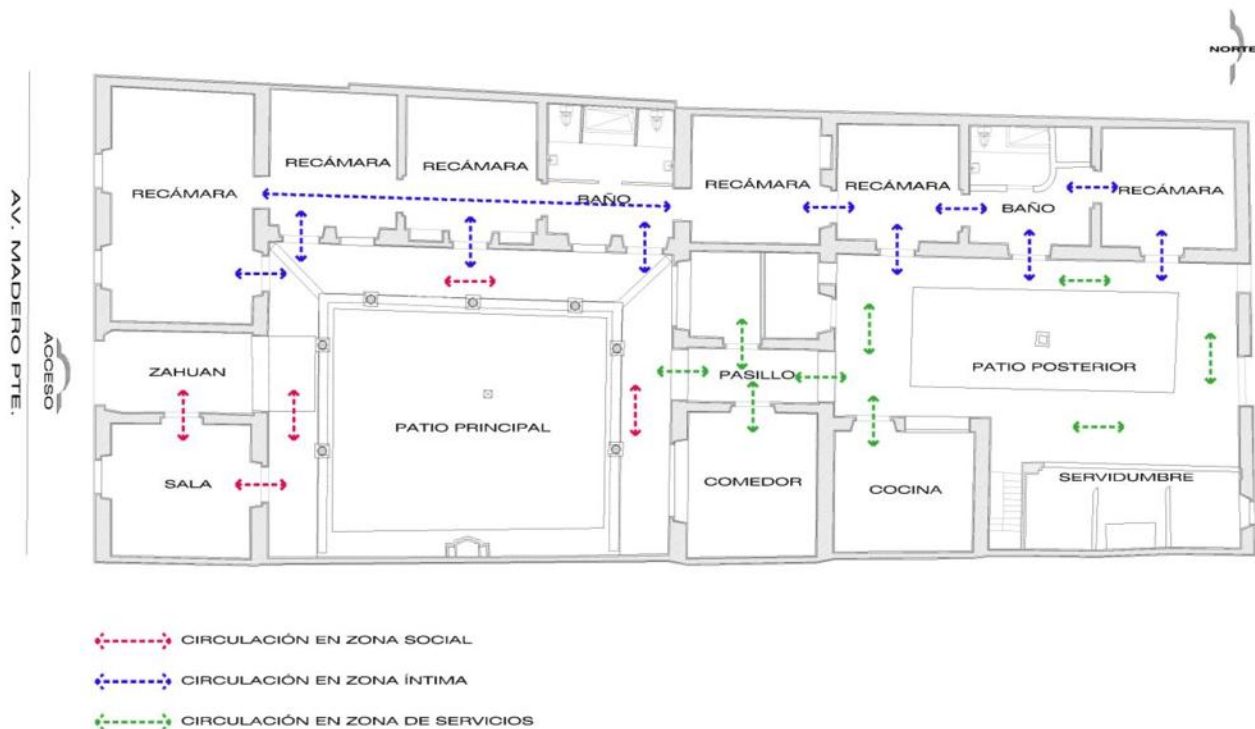 NORTE
AV. MADERO PTE.
ACCESO
RECÁMARA
RECÁMARA
RECÁMARA
BAÑO
RECÁMARA
RECÁMARA
BAÑO
RECÁMARA
ZAHUAN
SALA
PATIO PRINCIPAL
PASILLO
COMEDOR
COCINA
PATIO POSTERIOR
SERVIDUMBRE
CIRCULACIÓN EN ZONA SOCIAL
CIRCULACIÓN EN ZONA ÍNTIMA
CIRCULACIÓN EN ZONA DE SERVICIOS